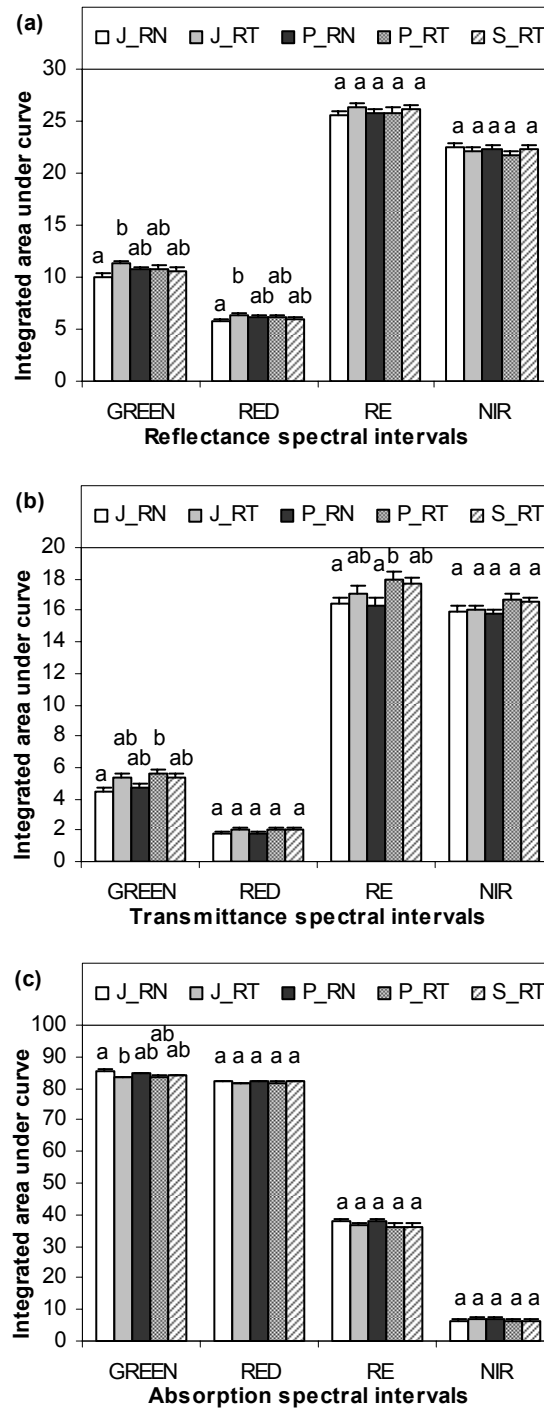 (a)
J_RN J_RT P_RN P_RT S_RT
Integrated area under curve
30
25
20
15
10
5
0
a b ab ab ab
a b ab ab ab
a a a a a
a a a a a
GREEN RED RE NIR
Reflectance spectral intervals
(b)
J_RN J_RT P_RN P_RT S_RT
Integrated area under curve
20
18
16
14
12
10
8
6
4
2
0
a ab ab b ab
a a a a a
a ab a b ab
a a a a a
GREEN RED RE NIR
Transmittance spectral intervals
(c)
J_RN J_RT P_RN P_RT S_RT
Integrated area under curve
100
90
80
70
60
50
40
30
20
10
0
a b ab ab ab
a a a a a
a a a a a
a a a a a
GREEN RED RE NIR
Absorption spectral intervals